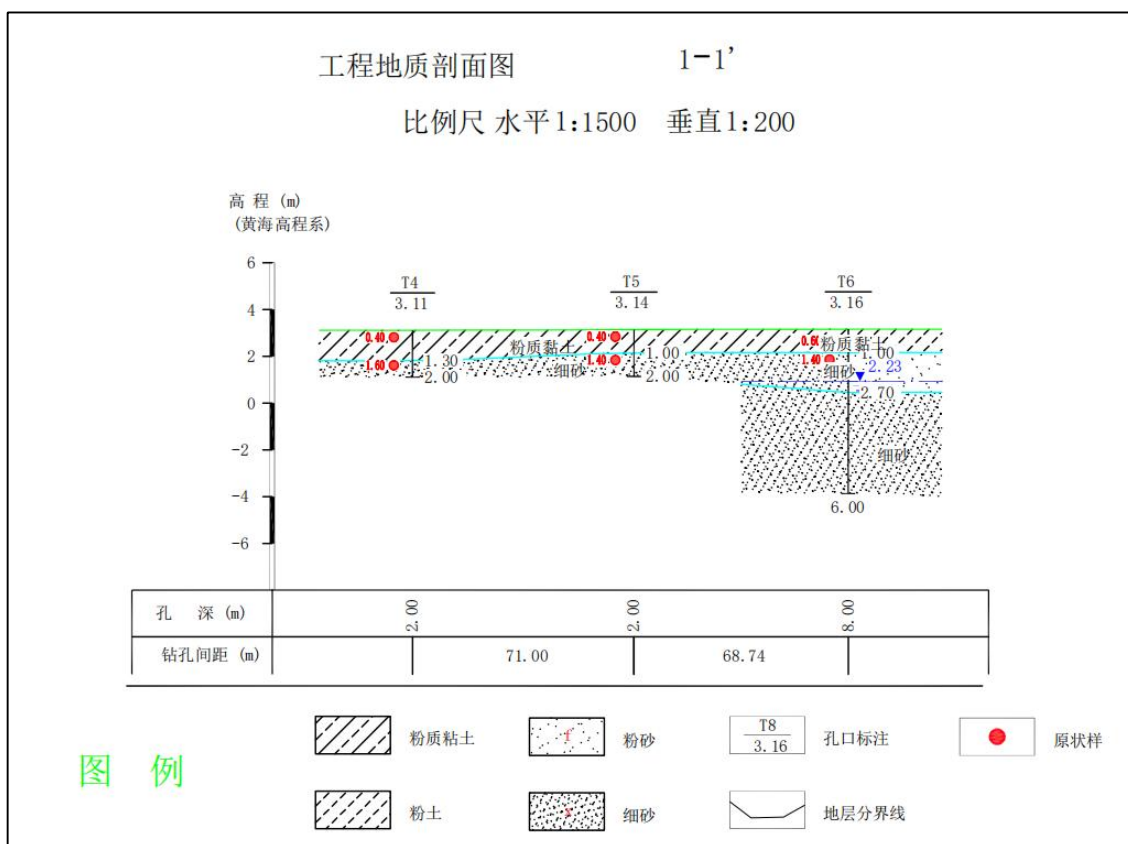 工程地质剖面图 1-1'
比例尺 水平1:1500 垂直1:200
高程 (m)
(黄海高程系)
6
4
2
0
-2
-4
-6
T4
3.11
T5
3.14
T6
3.16
0.40
1.60
1.30
2.00
粉质黏土
细砂
0.40
1.40
1.00
2.00
0.60
粉质黏土
1.40
1.00
细砂
2.23
2.70
细砂
6.00
孔 深 (m) 2.00 2.00 8.00
钻孔间距 (m) 71.00 68.74
图 例
粉质粘土
f
粉砂
T8
3.16
孔口标注
原状样
粉土
x
细砂
地层分界线